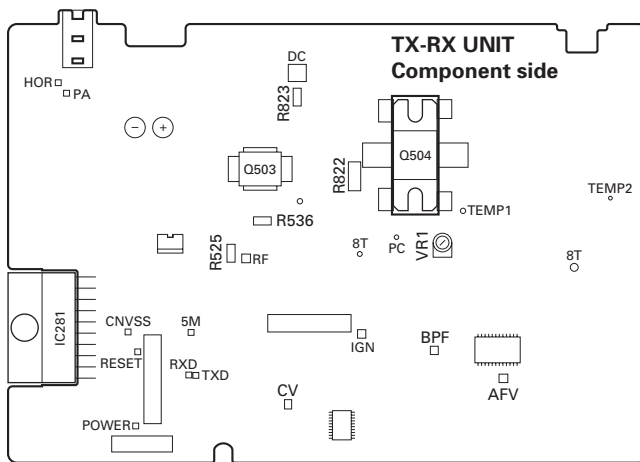 TX-RX UNIT
Component side
DC
HOR
PA
R823
− +
Q503
R822
Q504
TEMP2
TEMP1
R536
R525
RF
8T
PC
VR1
8T
IC281
CNVSS
5M
RESET
IGN
BPF
RXD
TXD
AFV
CV
POWER